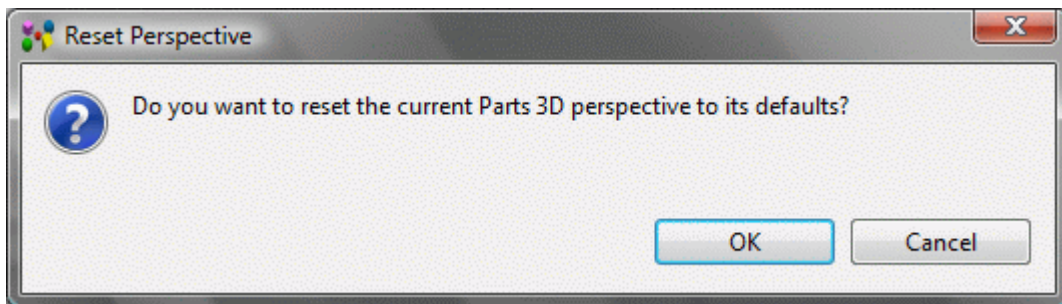 Reset Perspective
Do you want to reset the current Parts 3D perspective to its defaults?
OK
Cancel